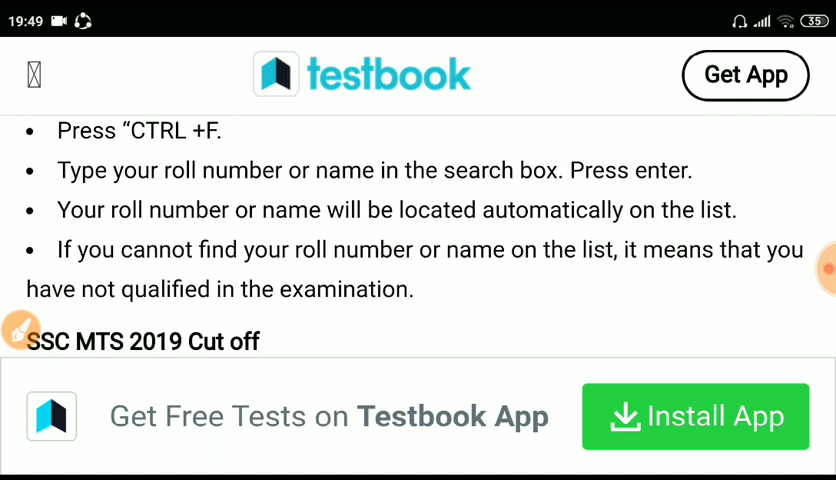 19:49
35
testbook
Get App
• Press “CTRL +F.
• Type your roll number or name in the search box. Press enter.
• Your roll number or name will be located automatically on the list.
• If you cannot find your roll number or name on the list, it means that you
have not qualified in the examination.
SSC MTS 2019 Cut off
Get Free Tests on Testbook App
Install App